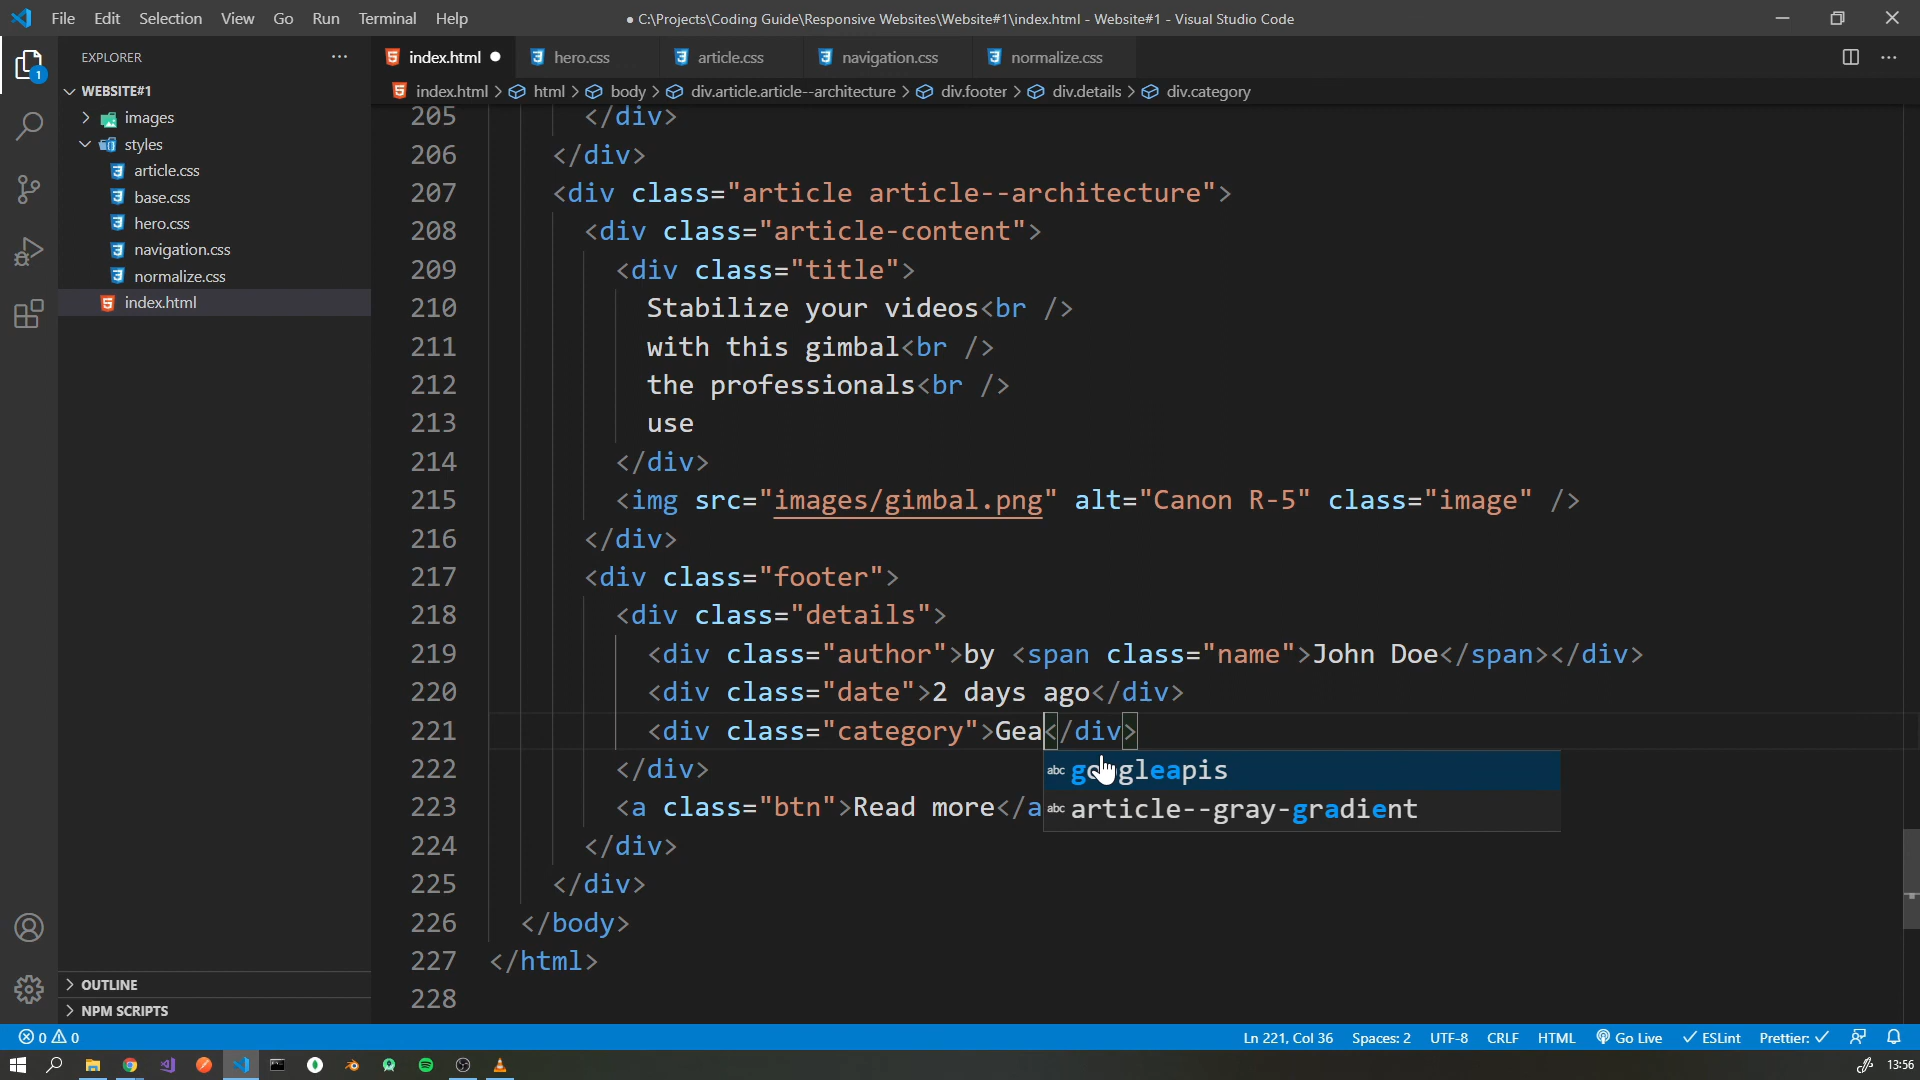 File Edit Selection View Go Run Terminal Help
● C:\Projects\Coding Guide\Responsive Websites\Website#1\index.html - Website#1 - Visual Studio Code
EXPLORER
index.html
hero.css
article.css
navigation.css
normalize.css
index.html > html > body > div.article.article--architecture > div.footer > div.details > div.category
1
WEBSITE#1
images
styles
article.css
base.css
hero.css
navigation.css
normalize.css
index.html
OUTLINE
NPM SCRIPTS
205 </div>
206 </div>
207 <div class="article article--architecture">
208 <div class="article-content">
209 <div class="title">
210 Stabilize your videos<br />
211 with this gimbal<br />
212 the professionals<br />
213 use
214 </div>
215 <img src="images/gimbal.png" alt="Canon R-5" class="image" />
216 </div>
217 <div class="footer">
218 <div class="details">
219 <div class="author">by <span class="name">John Doe</span></div>
220 <div class="date">2 days ago</div>
221 <div class="category">Gea</div>
222 </div>
abc googleapis
223 <a class="btn">Read more</a
abc article--gray-gradient
224 </div>
225 </div>
226 </body>
227 </html>
228
0 0
Ln 221, Col 36 Spaces: 2 UTF-8 CRLF HTML Go Live ESLint Prettier: ✓
13:56